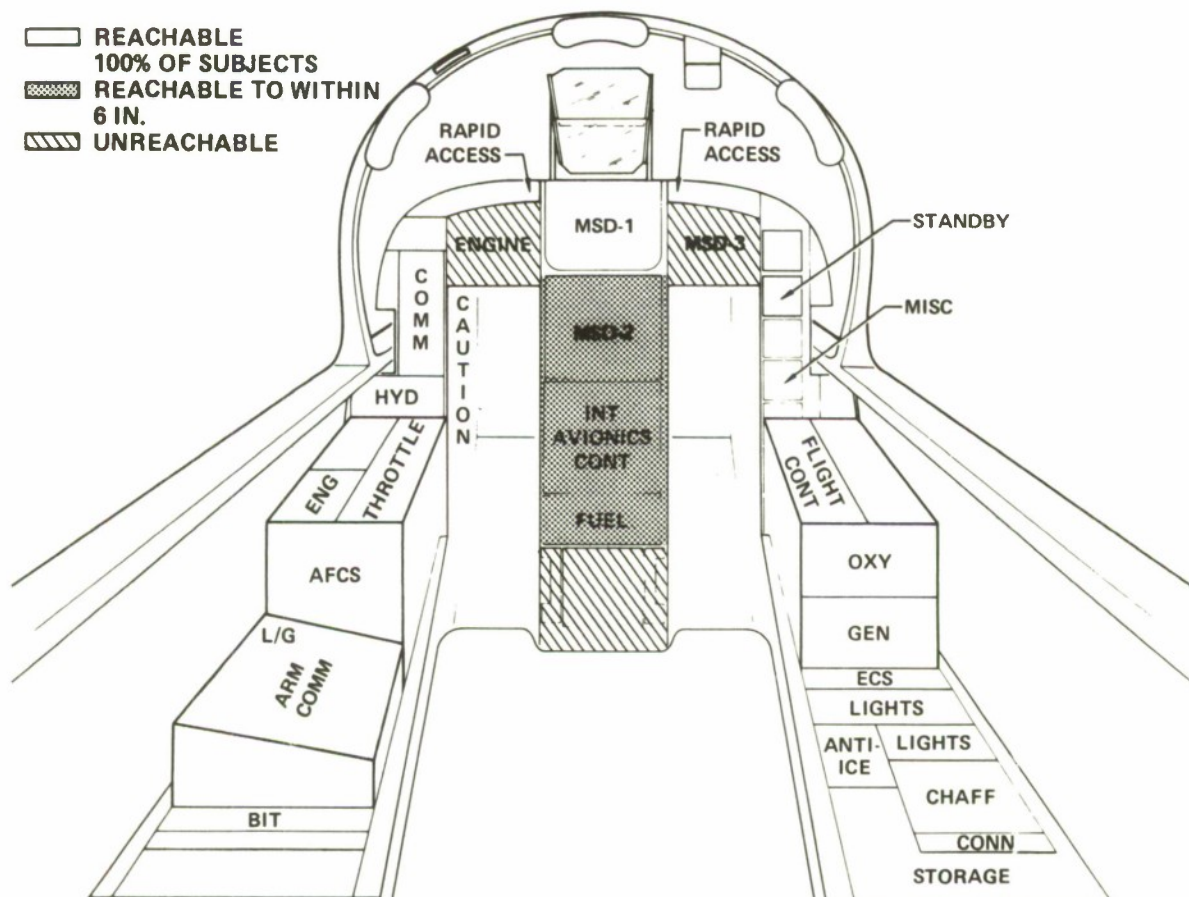 REACHABLE
100% OF SUBJECTS
REACHABLE TO WITHIN
6 IN.
UNREACHABLE
RAPID
ACCESS
RAPID
ACCESS
MSD-1
ENGINE
MSD-3
STANDBY
COMM
CAUTION
MSD-2
MISC
HYD
INT
AVIONICS
CONT
THROTTLE
ENG
FLIGHT
CONT
FUEL
AFCS
OXY
L/G
GEN
ARM
COMM
ECS
LIGHTS
ANTI-
ICE
LIGHTS
CHAFF
BIT
CONN
STORAGE